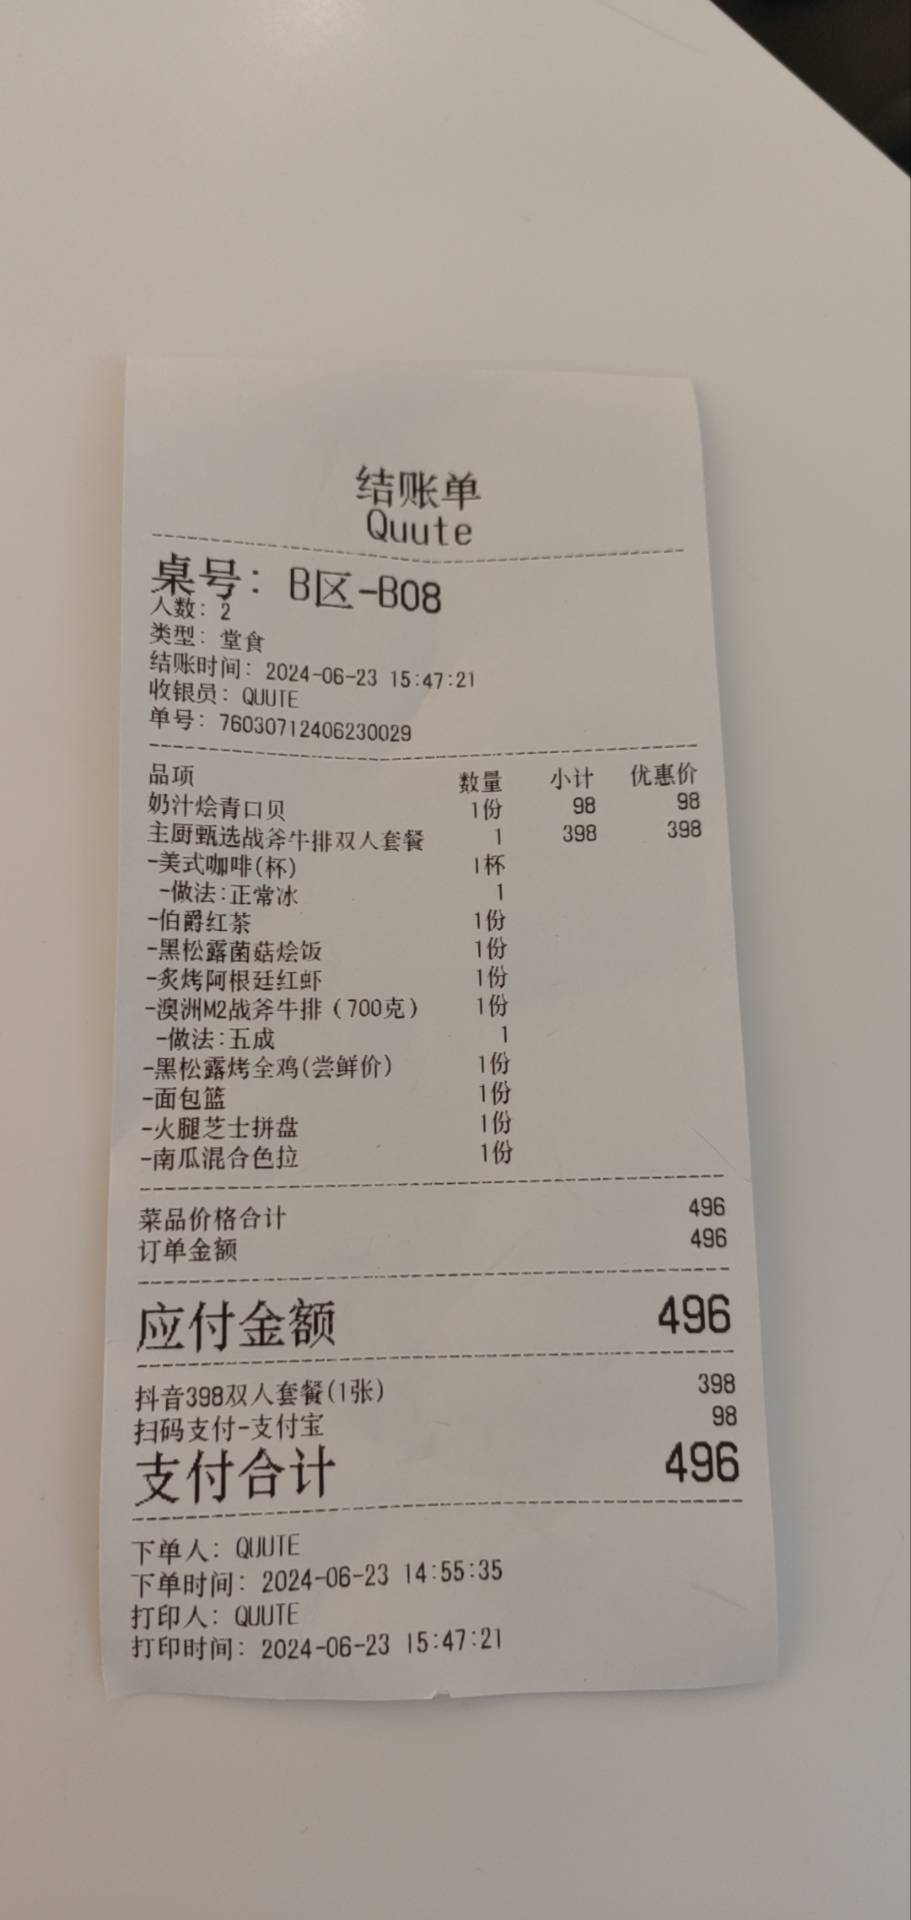 结账单
Quute
桌号: B区-B08
人数: 2
类型: 堂食
结账时间: 2024-06-23 15:47:21
收银员: QUUTE
单号: 76030712406230029
品项 数量 小计 优惠价
奶汁烩青口贝 1份 98 98
主厨甄选战斧牛排双人套餐 1 398 398
-美式咖啡(杯) 1杯
-做法:正常冰 1
-伯爵红茶 1份
-黑松露菌菇烩饭 1份
-炙烤阿根廷红虾 1份
-澳洲M2战斧牛排（700克） 1份
-做法:五成 1
-黑松露烤全鸡(尝鲜价) 1份
-面包篮 1份
-火腿芝士拼盘 1份
-南瓜混合色拉 1份
菜品价格合计 496
订单金额 496
应付金额 496
抖音398双人套餐(1张) 398
扫码支付-支付宝 98
支付合计 496
下单人: QUUTE
下单时间: 2024-06-23 14:55:35
打印人: QUUTE
打印时间: 2024-06-23 15:47:21